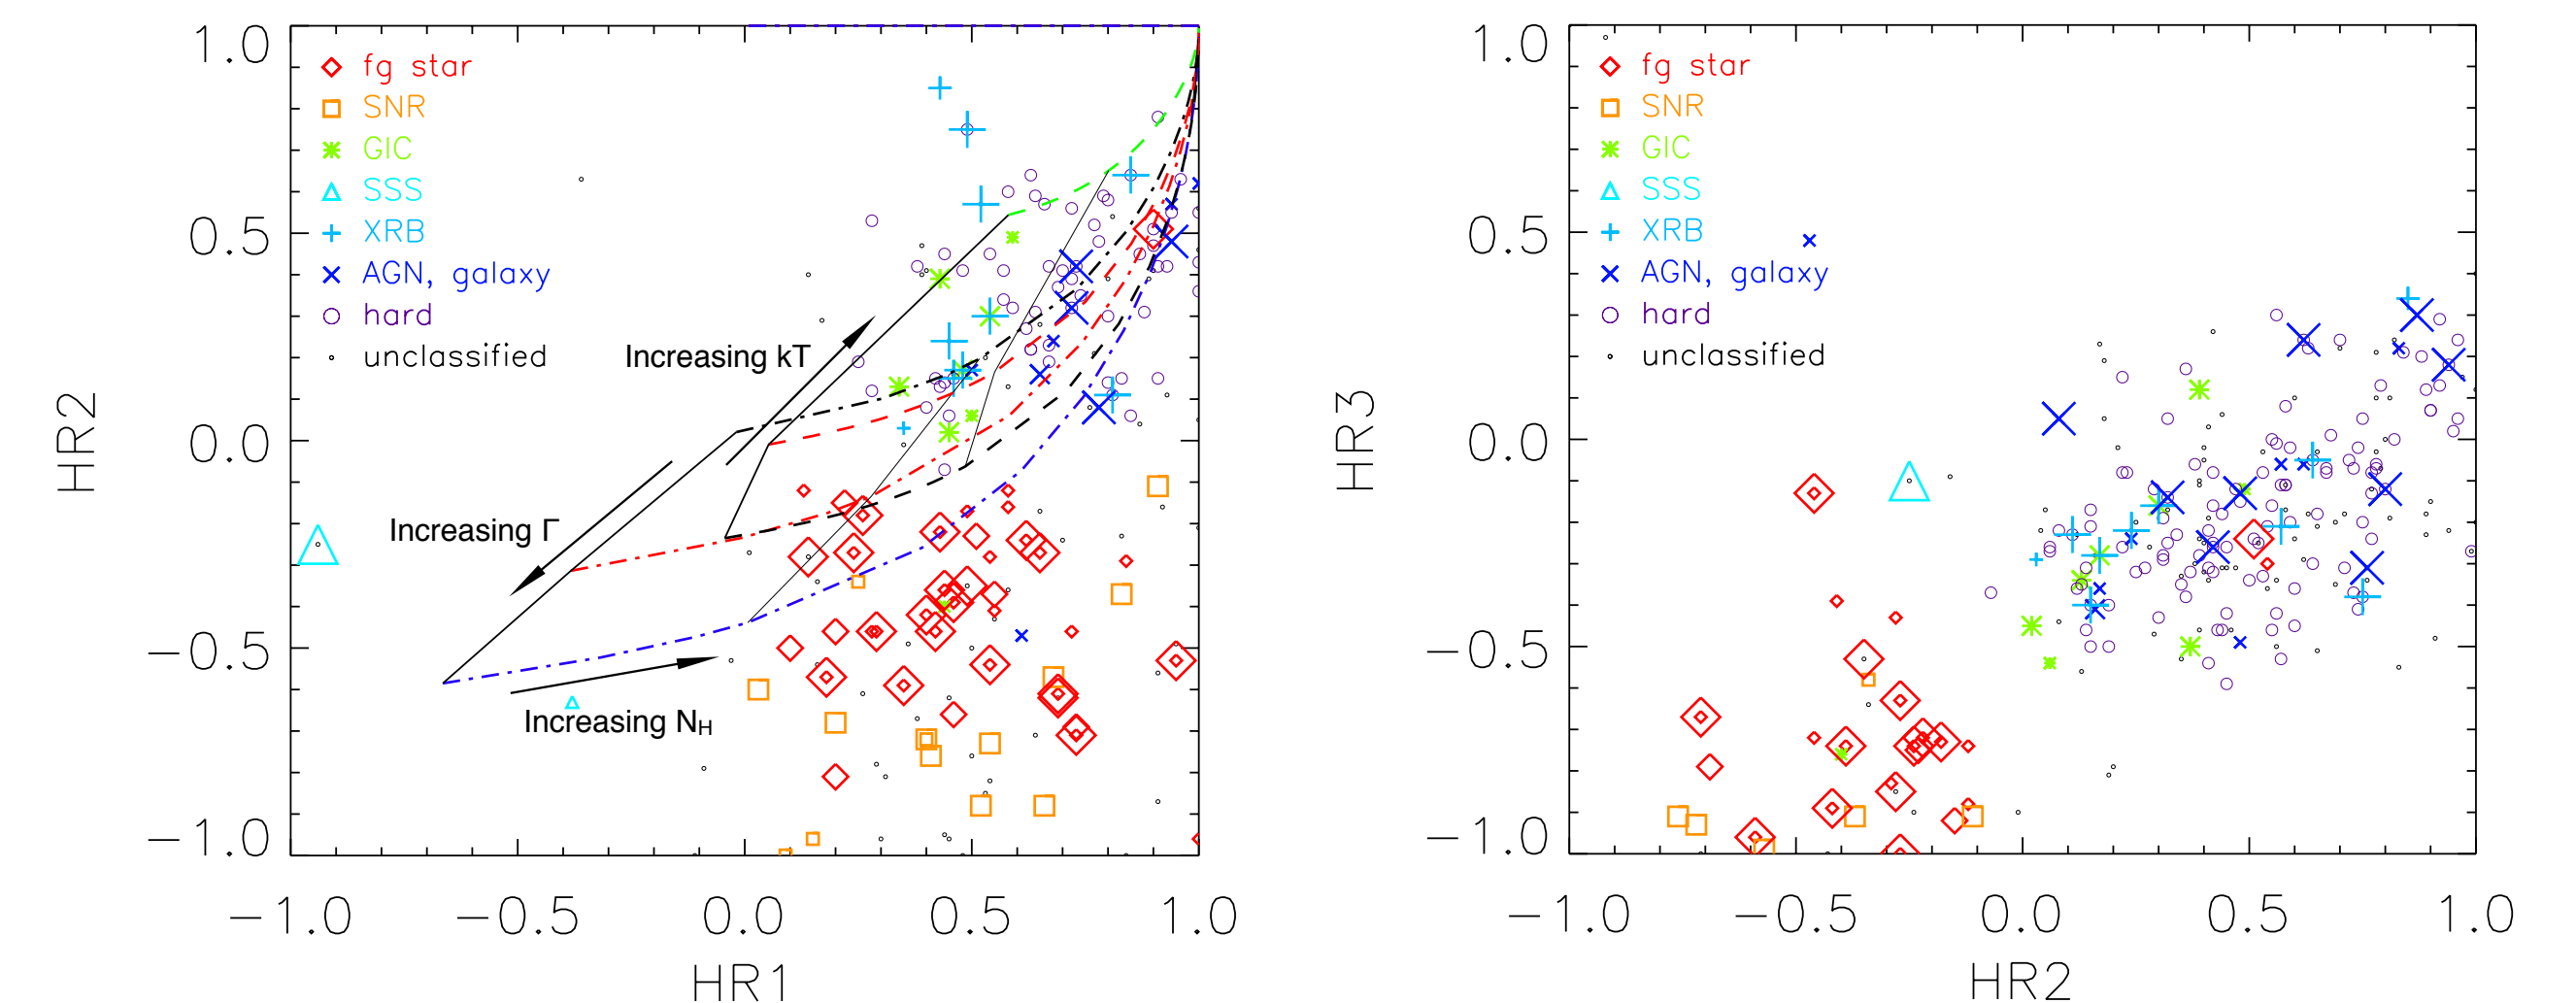 1.0
0.5
0.0
−0.5
−1.0
HR2
fg star
SNR
GlC
SSS
XRB
AGN, galaxy
hard
unclassified
Increasing kT
Increasing Γ
Increasing NH
−1.0 −0.5 0.0 0.5 1.0
HR1
1.0
0.5
0.0
−0.5
−1.0
HR3
fg star
SNR
GlC
SSS
XRB
AGN, galaxy
hard
unclassified
−1.0 −0.5 0.0 0.5 1.0
HR2